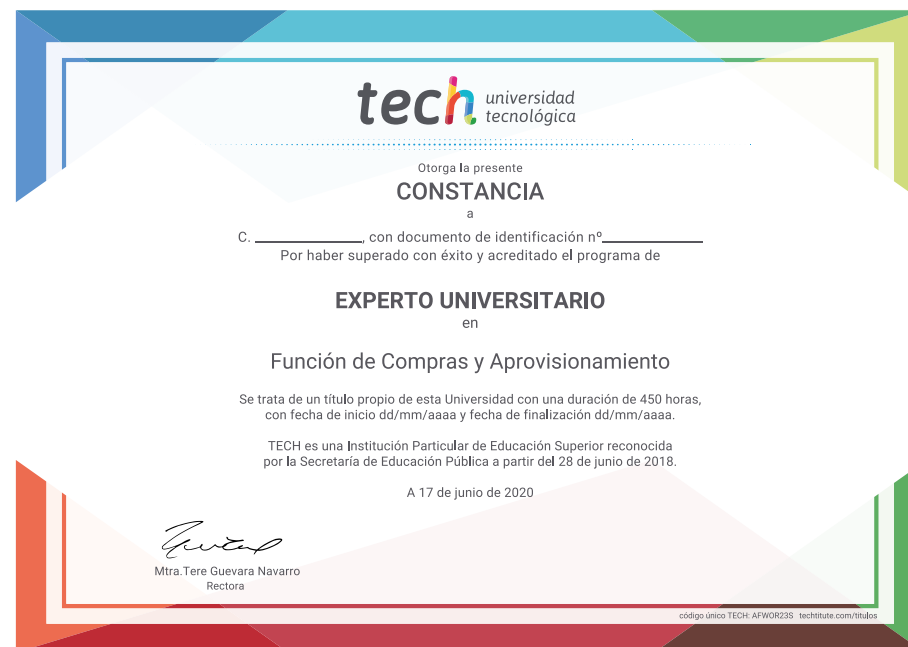 tech universidad
tecnológica
Otorga la presente
CONSTANCIA
a
C. ____________, con documento de identificación nº____________
Por haber superado con éxito y acreditado el programa de
EXPERTO UNIVERSITARIO
en
Función de Compras y Aprovisionamiento
Se trata de un título propio de esta Universidad con una duración de 450 horas,
con fecha de inicio dd/mm/aaaa y fecha de finalización dd/mm/aaaa.
TECH es una Institución Particular de Educación Superior reconocida
por la Secretaría de Educación Pública a partir del 28 de junio de 2018.
A 17 de junio de 2020
Mtra.Tere Guevara Navarro
Rectora
código único TECH: AFWOR23S techtitute.com/titulos